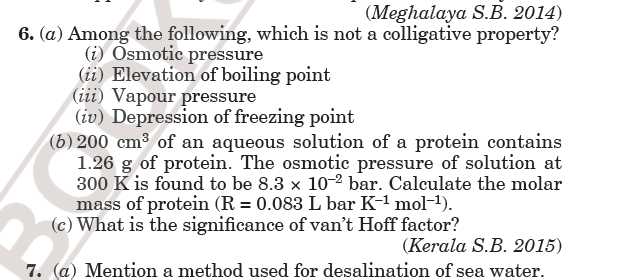 (Meghalaya S.B. 2014)
6. (a) Among the following, which is not a colligative property?
(i) Osmotic pressure
(ii) Elevation of boiling point
(iii) Vapour pressure
(iv) Depression of freezing point
(b) 200 cm³ of an aqueous solution of a protein contains
1.26 g of protein. The osmotic pressure of solution at
300 K is found to be 8.3 × 10⁻² bar. Calculate the molar
mass of protein (R = 0.083 L bar K⁻¹ mol⁻¹).
(c) What is the significance of van’t Hoff factor?
(Kerala S.B. 2015)
7. (a) Mention a method used for desalination of sea water.